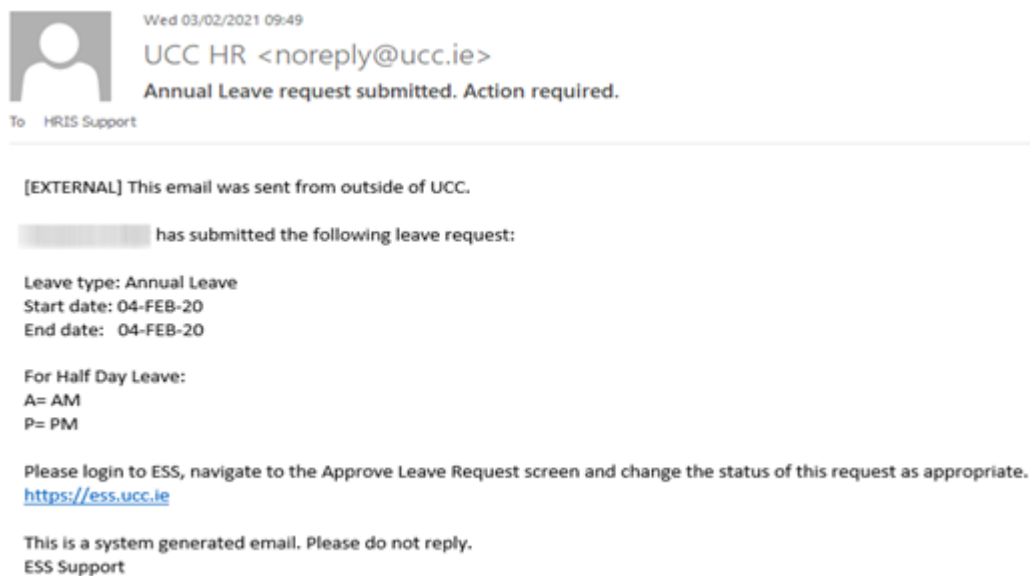 Wed 03/02/2021 09:49
UCC HR <noreply@ucc.ie>
Annual Leave request submitted. Action required.
To HRIS Support
[EXTERNAL] This email was sent from outside of UCC.
has submitted the following leave request:
Leave type: Annual Leave
Start date: 04-FEB-20
End date: 04-FEB-20
For Half Day Leave:
A= AM
P= PM
Please login to ESS, navigate to the Approve Leave Request screen and change the status of this request as appropriate.
https://ess.ucc.ie
This is a system generated email. Please do not reply.
ESS Support